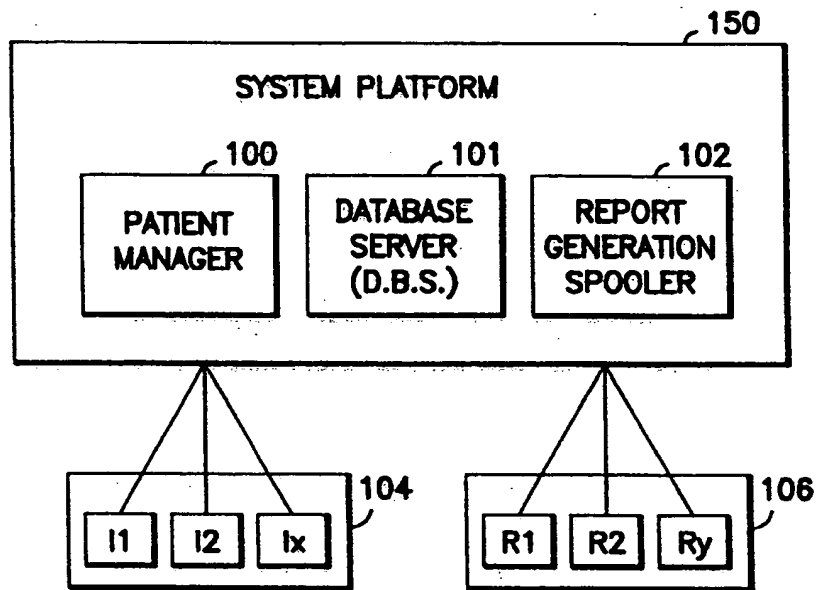 150
SYSTEM PLATFORM
100
101
102
PATIENT
MANAGER
DATABASE
SERVER
(D.B.S.)
REPORT
GENERATION
SPOOLER
104
106
I1
I2
Ix
R1
R2
Ry